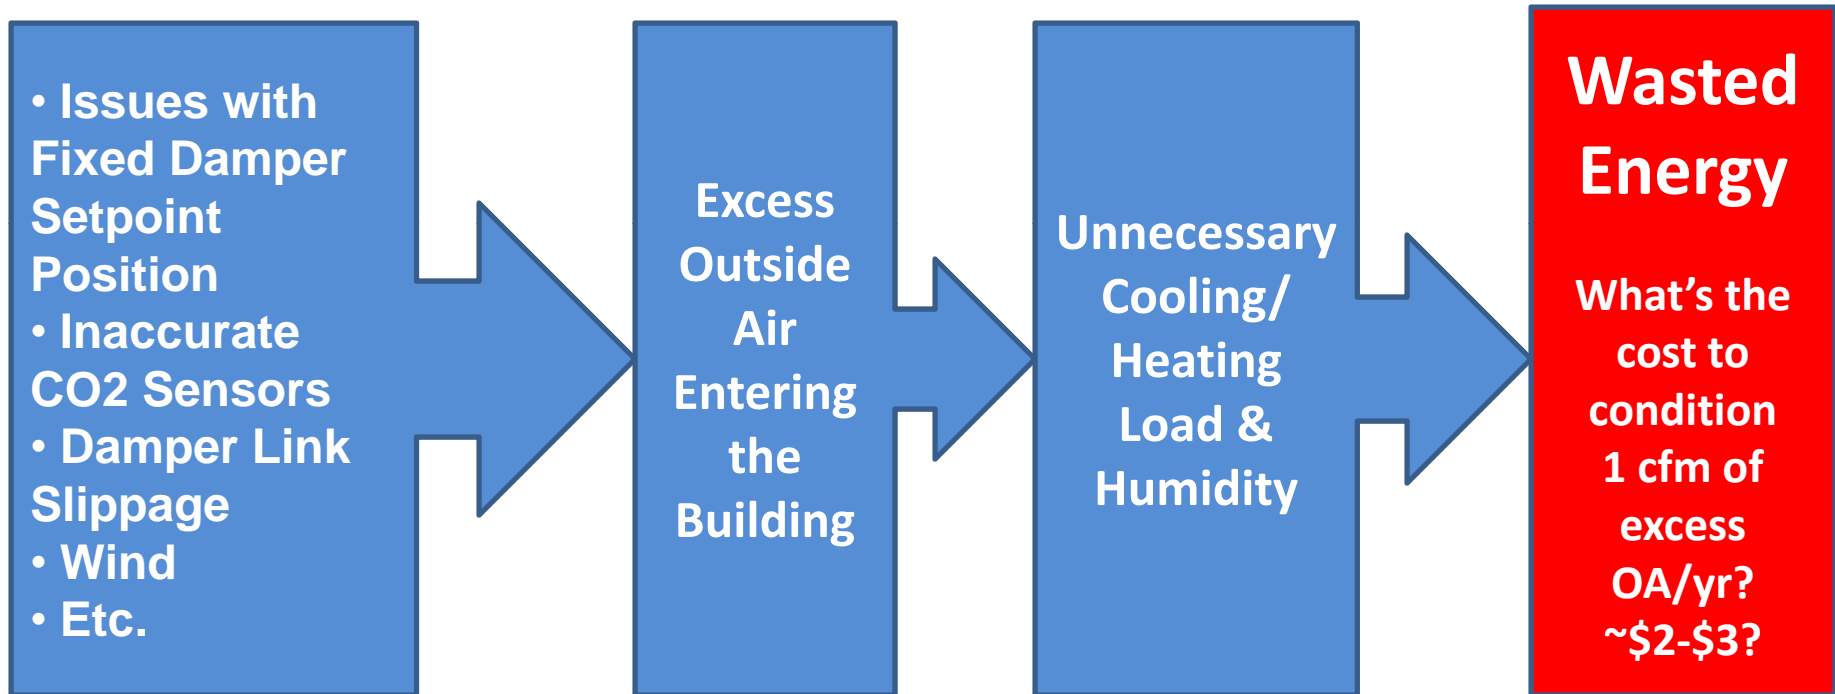 • Issues with
Fixed Damper
Setpoint
Position
• Inaccurate
CO2 Sensors
• Damper Link
Slippage
• Wind
• Etc.
Excess
Outside
Air
Entering
the
Building
Unnecessary
Cooling/
Heating
Load &
Humidity
Wasted
Energy
What’s the
cost to
condition
1 cfm of
excess
OA/yr?
~$2-$3?